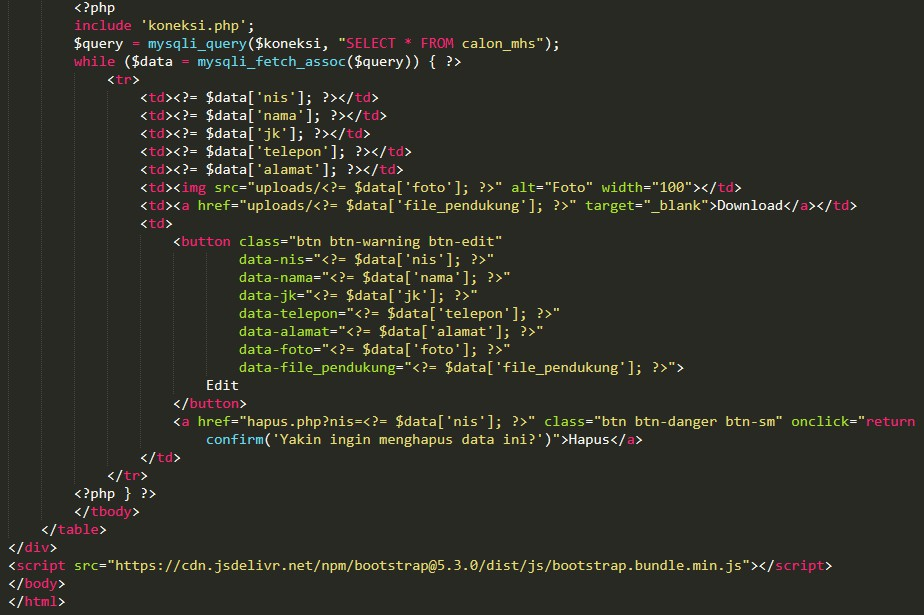 <?php
include 'koneksi.php';
$query = mysqli_query($koneksi, "SELECT * FROM calon_mhs");
while ($data = mysqli_fetch_assoc($query)) { ?>
<tr>
<td><?= $data['nis']; ?></td>
<td><?= $data['nama']; ?></td>
<td><?= $data['jk']; ?></td>
<td><?= $data['telepon']; ?></td>
<td><?= $data['alamat']; ?></td>
<td><img src="uploads/<?= $data['foto']; ?>" alt="Foto" width="100"></td>
<td><a href="uploads/<?= $data['file_pendukung']; ?>" target="_blank">Download</a></td>
<td>
<button class="btn btn-warning btn-edit"
data-nis="<?= $data['nis']; ?>"
data-nama="<?= $data['nama']; ?>"
data-jk="<?= $data['jk']; ?>"
data-telepon="<?= $data['telepon']; ?>"
data-alamat="<?= $data['alamat']; ?>"
data-foto="<?= $data['foto']; ?>"
data-file_pendukung="<?= $data['file_pendukung']; ?>">
Edit
</button>
<a href="hapus.php?nis=<?= $data['nis']; ?>" class="btn btn-danger btn-sm" onclick="return
confirm('Yakin ingin menghapus data ini?')">Hapus</a>
</td>
</tr>
<?php } ?>
</tbody>
</table>
</div>
<script src="https://cdn.jsdelivr.net/npm/bootstrap@5.3.0/dist/js/bootstrap.bundle.min.js"></script>
</body>
</html>